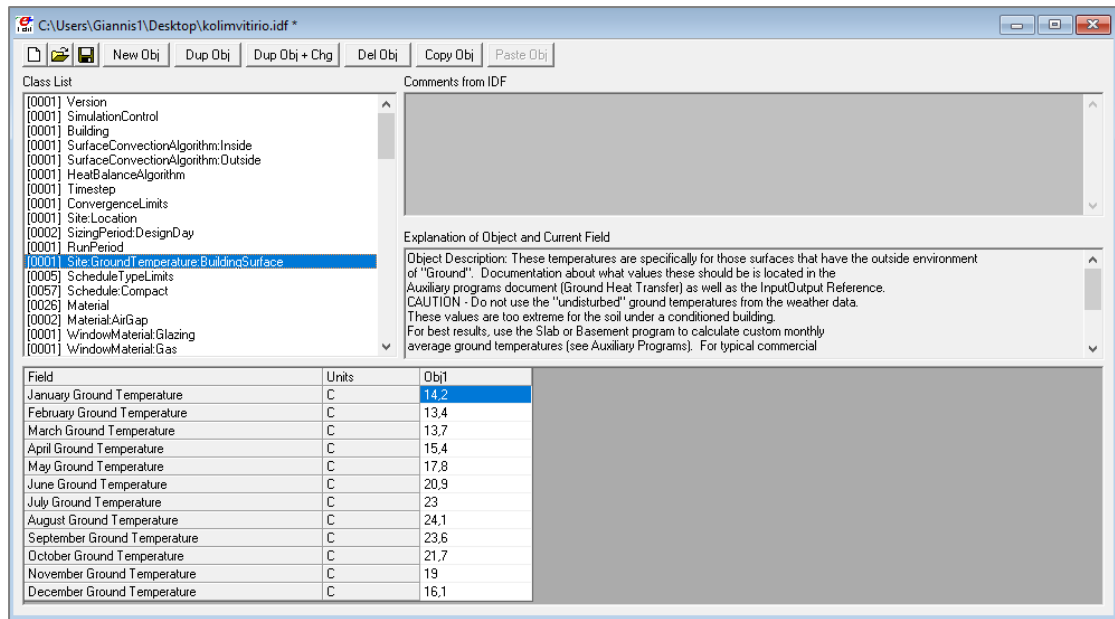 C:\Users\Giannis1\Desktop\kolimvitirio.idf *
New Obj Dup Obj Dup Obj + Chg Del Obj Copy Obj Paste Obj
Class List
[0001] Version
[0001] SimulationControl
[0001] Building
[0001] SurfaceConvectionAlgorithm:Inside
[0001] SurfaceConvectionAlgorithm:Outside
[0001] HeatBalanceAlgorithm
[0001] Timestep
[0001] ConvergenceLimits
[0001] Site:Location
[0002] SizingPeriod:DesignDay
[0001] RunPeriod
[0001] Site:GroundTemperature:BuildingSurface
[0005] ScheduleTypeLimits
[0057] Schedule:Compact
[0026] Material
[0002] Material:AirGap
[0001] WindowMaterial:Glazing
[0001] WindowMaterial:Gas
Comments from IDF
Explanation of Object and Current Field
Object Description: These temperatures are specifically for those surfaces that have the outside environment
of "Ground". Documentation about what values these should be is located in the
Auxiliary programs document (Ground Heat Transfer) as well as the InputOutput Reference.
CAUTION - Do not use the "undisturbed" ground temperatures from the weather data.
These values are too extreme for the soil under a conditioned building.
For best results, use the Slab or Basement program to calculate custom monthly
average ground temperatures (see Auxiliary Programs). For typical commercial
Field Units Obj1
January Ground Temperature C 14,2
February Ground Temperature C 13,4
March Ground Temperature C 13,7
April Ground Temperature C 15,4
May Ground Temperature C 17,8
June Ground Temperature C 20,9
July Ground Temperature C 23
August Ground Temperature C 24,1
September Ground Temperature C 23,6
October Ground Temperature C 21,7
November Ground Temperature C 19
December Ground Temperature C 16,1